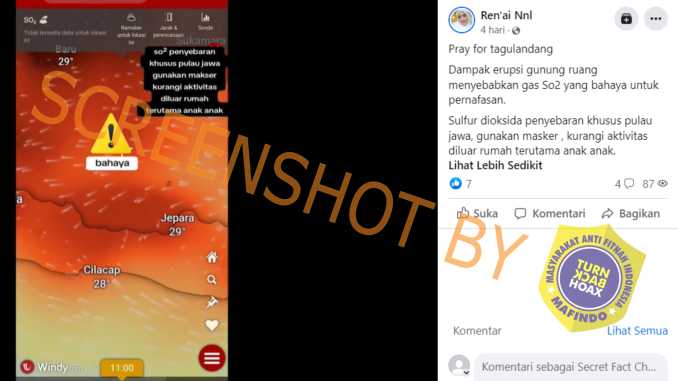 SO₂
Tidak tersedia data untuk lokasi
ini
Ramalan
untuk lokasi
ini
Jarak &
perencanaan
Sonde
Baru
29°
Sukamara
so² penyebaran
khusus pulau jawa
gunakan makser
kurangi aktivitas
diluar rumah
terutama anak anak
bahaya
a
Jepara
29°
Cilacap
28°
Windy.com
11:00
SCREENSHOT BY
Ren'ai Nnl
4 hari ·
Pray for tagulandang
Dampak erupsi gunung ruang
menyebabkan gas So2 yang bahaya untuk
pernafasan.
Sulfur dioksida penyebaran khusus pulau
jawa, gunakan masker , kurangi aktivitas
diluar rumah terutama anak anak.
Lihat Lebih Sedikit
7
4
87
Suka
Komentari
Bagikan
MASYARAKAT ANTI FITNAH INDONESIA
TURN
BACK
HOAX
MAFINDO
Komentar
Lihat Semua
Komentari sebagai Secret Fact Ch...